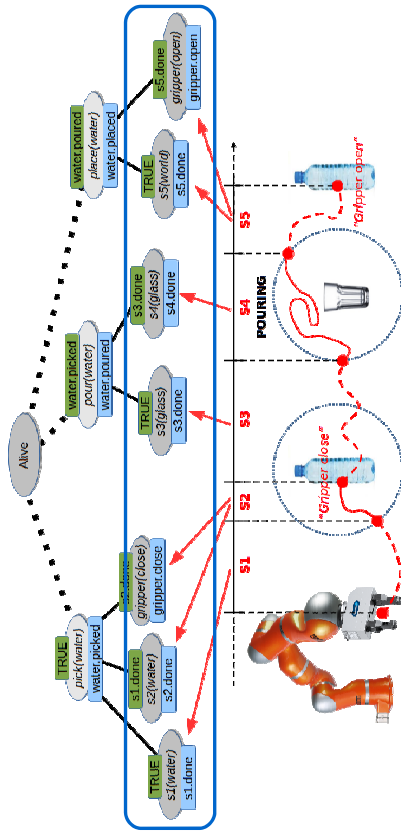 Alive
TRUE
pick(water)
water.picked
water.picked
pour(water)
water.poured
water.poured
place(water)
water.placed
TRUE
s1(water)
s1.done
s1.done
s2(water)
s2.done
gripper(close)
gripper.close
TRUE
s3(glass)
s3.done
s3.done
s4(glass)
s4.done
TRUE
s5(world)
s5.done
s5.done
gripper(open)
gripper.open
S1
S2
S3
S4
S5
POURING
"Gripper close"
"Gripper open"